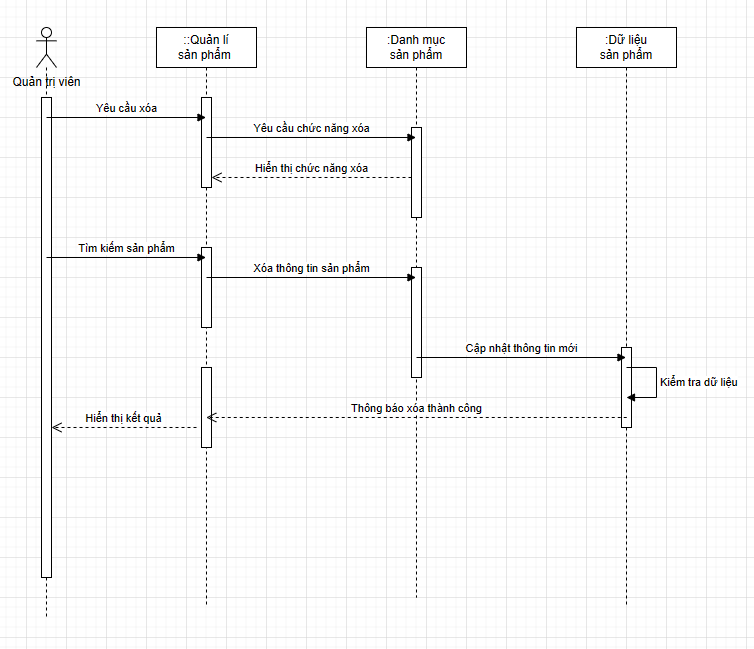 ::Quản lí
sản phẩm
:Danh mục
sản phẩm
:Dữ liệu
sản phẩm
Quản trị viên
Yêu cầu xóa
Yêu cầu chức năng xóa
Hiển thị chức năng xóa
Tìm kiếm sản phẩm
Xóa thông tin sản phẩm
Cập nhật thông tin mới
Kiểm tra dữ liệu
Thông báo xóa thành công
Hiển thị kết quả